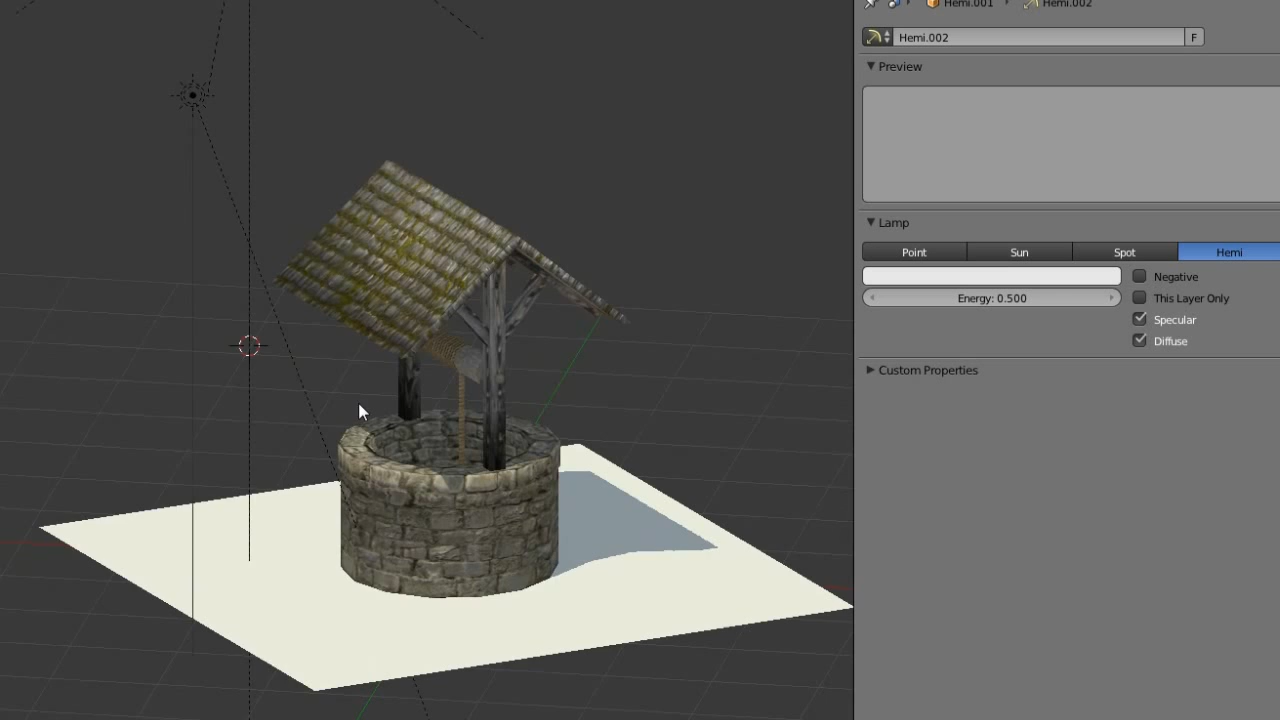 Hemi.001 Hemi.002
Hemi.002 F
Preview
Lamp
Point Sun Spot Hemi
Negative
Energy: 0.500 This Layer Only
Specular
Diffuse
Custom Properties